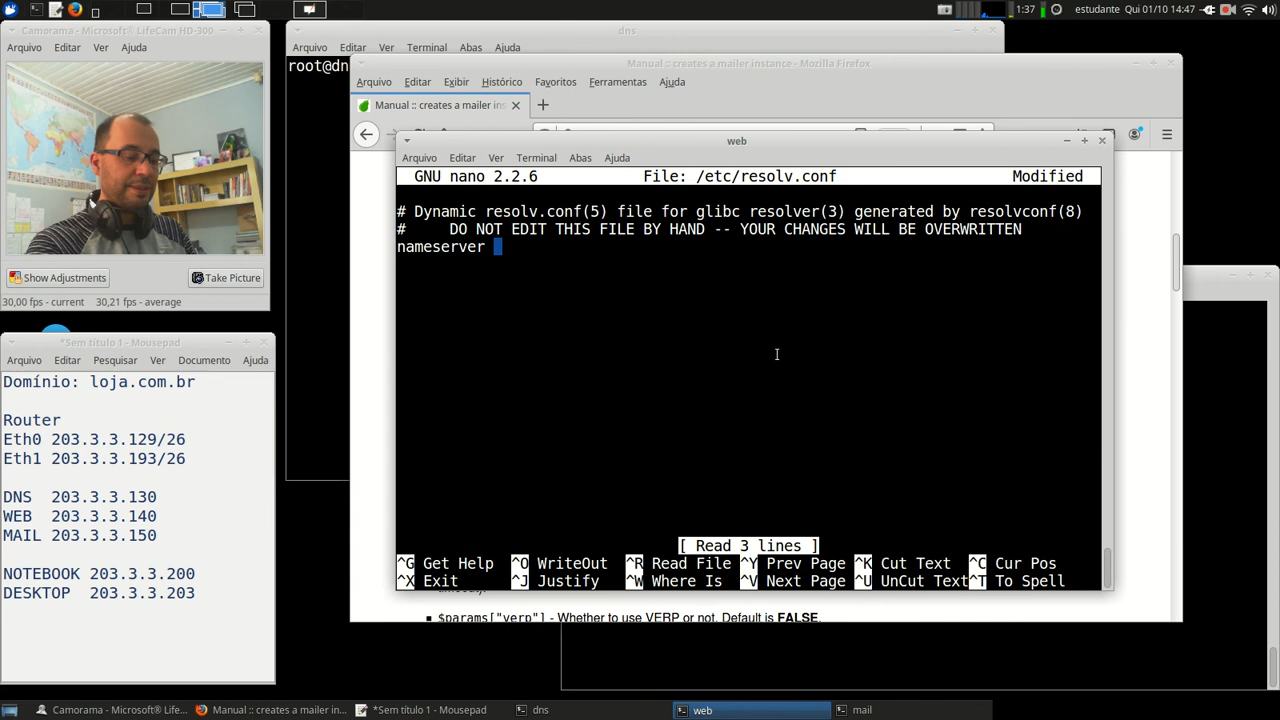 1:37 estudante Qui 01/10 14:47
Camorama - Microsoft® LifeCam HD-300
Arquivo Editar Ver Ajuda
Show Adjustments Take Picture
30,00 fps - current 30,21 fps - average
*Sem título 1 - Mousepad
Arquivo Editar Pesquisar Ver Documento Ajuda
Domínio: loja.com.br
Router
Eth0 203.3.3.129/26
Eth1 203.3.3.193/26
DNS 203.3.3.130
WEB 203.3.3.140
MAIL 203.3.3.150
NOTEBOOK 203.3.3.200
DESKTOP 203.3.3.203
dns
Arquivo Editar Ver Terminal Abas Ajuda
root@dn
Manual :: creates a mailer instance - Mozilla Firefox
Arquivo Editar Exibir Histórico Favoritos Ferramentas Ajuda
Manual :: creates a mailer ins
web
Arquivo Editar Ver Terminal Abas Ajuda
GNU nano 2.2.6 File: /etc/resolv.conf Modified
# Dynamic resolv.conf(5) file for glibc resolver(3) generated by resolvconf(8)
# DO NOT EDIT THIS FILE BY HAND -- YOUR CHANGES WILL BE OVERWRITTEN
nameserver
[ Read 3 lines ]
^G Get Help ^O WriteOut ^R Read File ^Y Prev Page ^K Cut Text ^C Cur Pos
^X Exit ^J Justify ^W Where Is ^V Next Page ^U UnCut Text ^T To Spell
$params["verp"] - Whether to use VERP or not. Default is FALSE.
Camorama - Microsoft® Life... Manual :: creates a mailer in... *Sem título 1 - Mousepad dns web mail